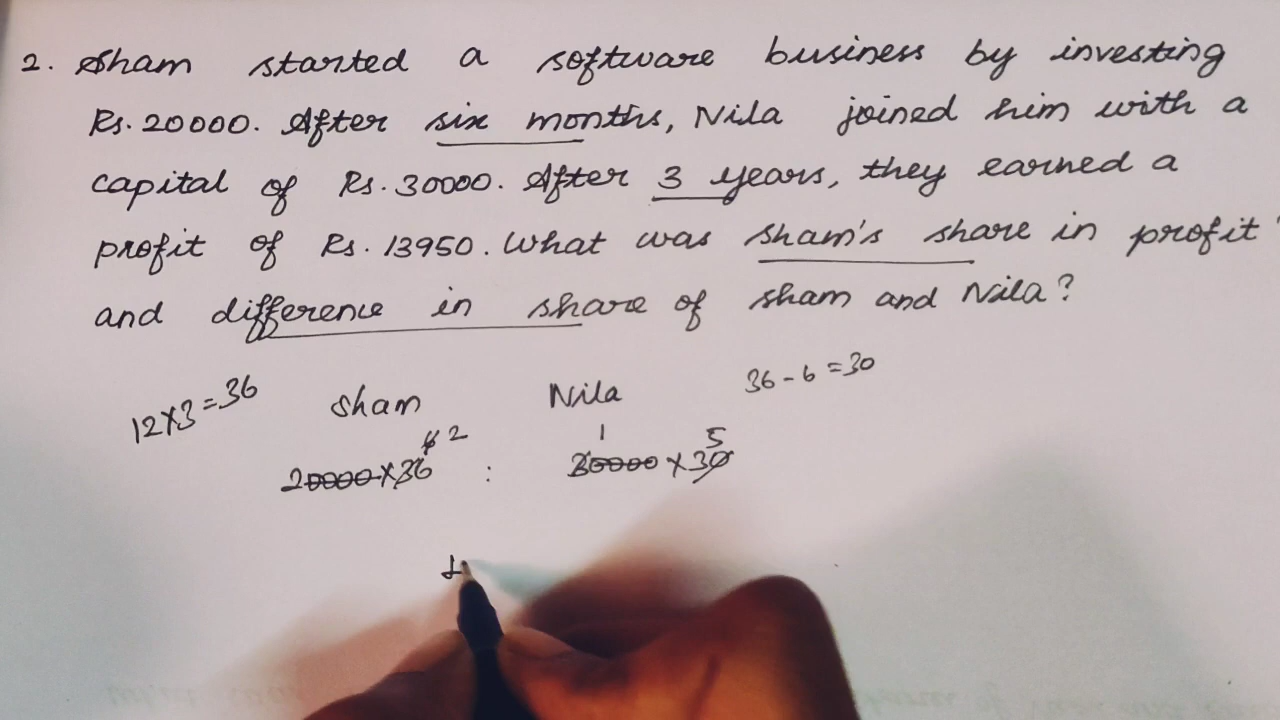 2. Sham started a software business by investing
Rs. 20000. After six months, Nila joined him with a
capital of Rs. 30000. After 3 years, they earned a
profit of Rs. 13950. What was sham's share in profit
and difference in share of sham and Nila?
12×3=36 Sham Nila 36-6=30
6 2 1 5
20000×36 : 30000×30